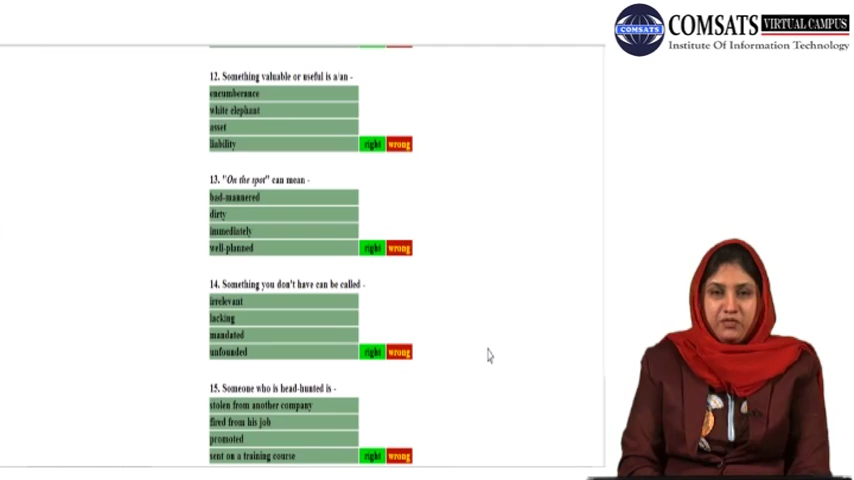 COMSATS VIRTUAL CAMPUS
COMSATS
Institute Of Information Technology
12. Something valuable or useful is a/an -
encumberance
white elephant
asset
liability right wrong
13. "On the spot" can mean -
bad-mannered
dirty
immediately
well-planned right wrong
14. Something you don't have can be called -
irrelevant
lacking
mandated
unfounded right wrong
15. Someone who is head-hunted is -
stolen from another company
fired from his job
promoted
sent on a training course right wrong